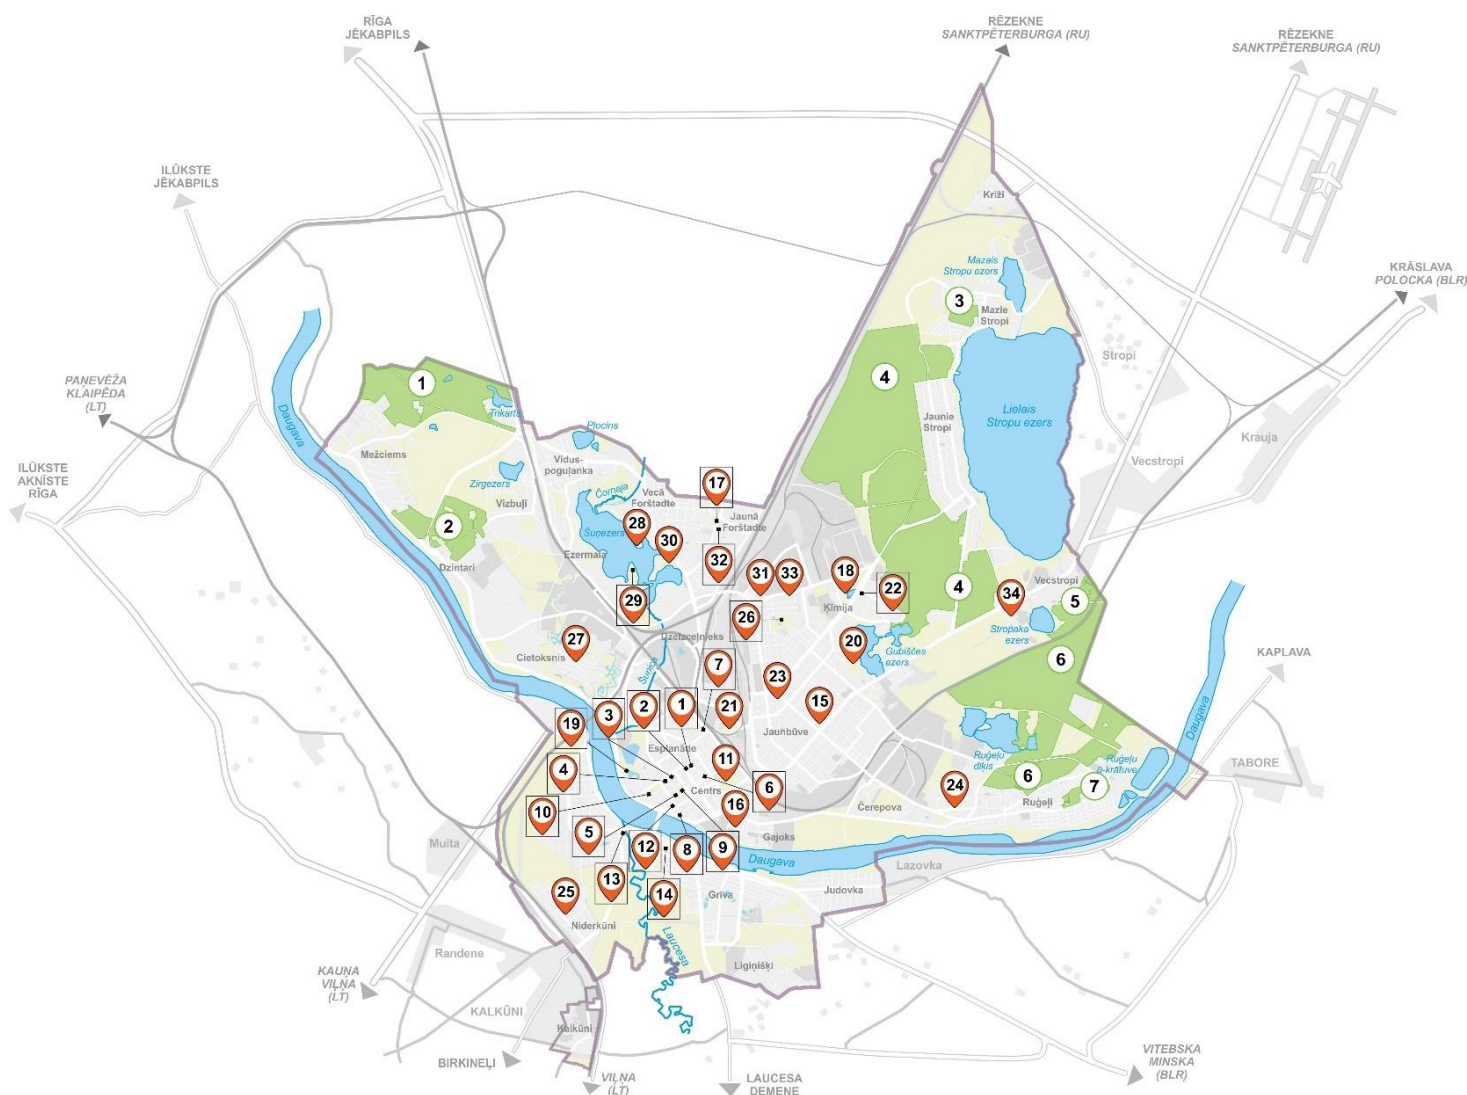 RĪGA
JĒKABPILS
RĒZEKNE
SANKTPĒTERBURGA (RU)
RĒZEKNE
SANKTPĒTERBURGA (RU)
ILŪKSTE
JĒKABPILS
Križi
Mazais
Stropu ezers
KRĀSLAVA
POLOCKA (BLR)
3
Mazie
Stropi
Stropi
PAŅEVĒŽA
KLAIPĒDA
(LT)
1
4
Daugava
Trikarts
Lielais
Stropu ezers
Jaunie
Stropi
Plocins
Krauja
Mežciems
Vidus-
poguļanka
Vecstropi
ILŪKSTE
AKNĪSTE
RĪGA
Zirgezers
Vizbuļi
Čornaja
Vecā
Forštadte
17
Jaunā
Forštadte
2
28
Šuņezers
30
Ezermala
32
31
33
18
Dzintari
29
22
4
34
Vecstropi
5
Ķīmija
26
Stropaka
ezers
27
Cietoksnis
Dzelzceļnieks
20
Gubiščes
ezers
7
6
KAPLAVA
Šuņica
23
3
2
1
21
15
19
Jaunbūve
Daugava
Esplanāde
4
11
Ruģeļu
dīķis
Ruģeļu
ū-krātuve
TABORE
6
7
6
24
Centrs
10
16
Čerepova
Ruģeļi
5
12
8
9
Gajoks
Muita
Daugava
Lazovka
13
14
25
Grīva
Judovka
Niderkūni
Laucesa
Randene
Liginišķi
KAUŅA
VIĻŅA
(LT)
KALKŪNI
Kalkūni
BIRKINEĻI
VIĻŅA
(LT)
LAUCESA
DEMENE
VITEBSKA
MINSKA
(BLR)